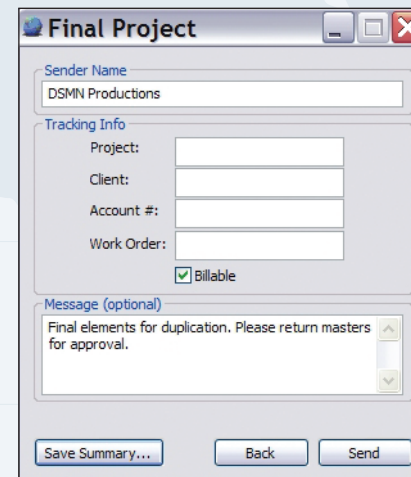 Final Project
Sender Name
DSMN Productions
Tracking Info
Project:
Client:
Account #:
Work Order:
Billable
Message (optional)
Final elements for duplication. Please return masters
for approval.
Save Summary... Back Send